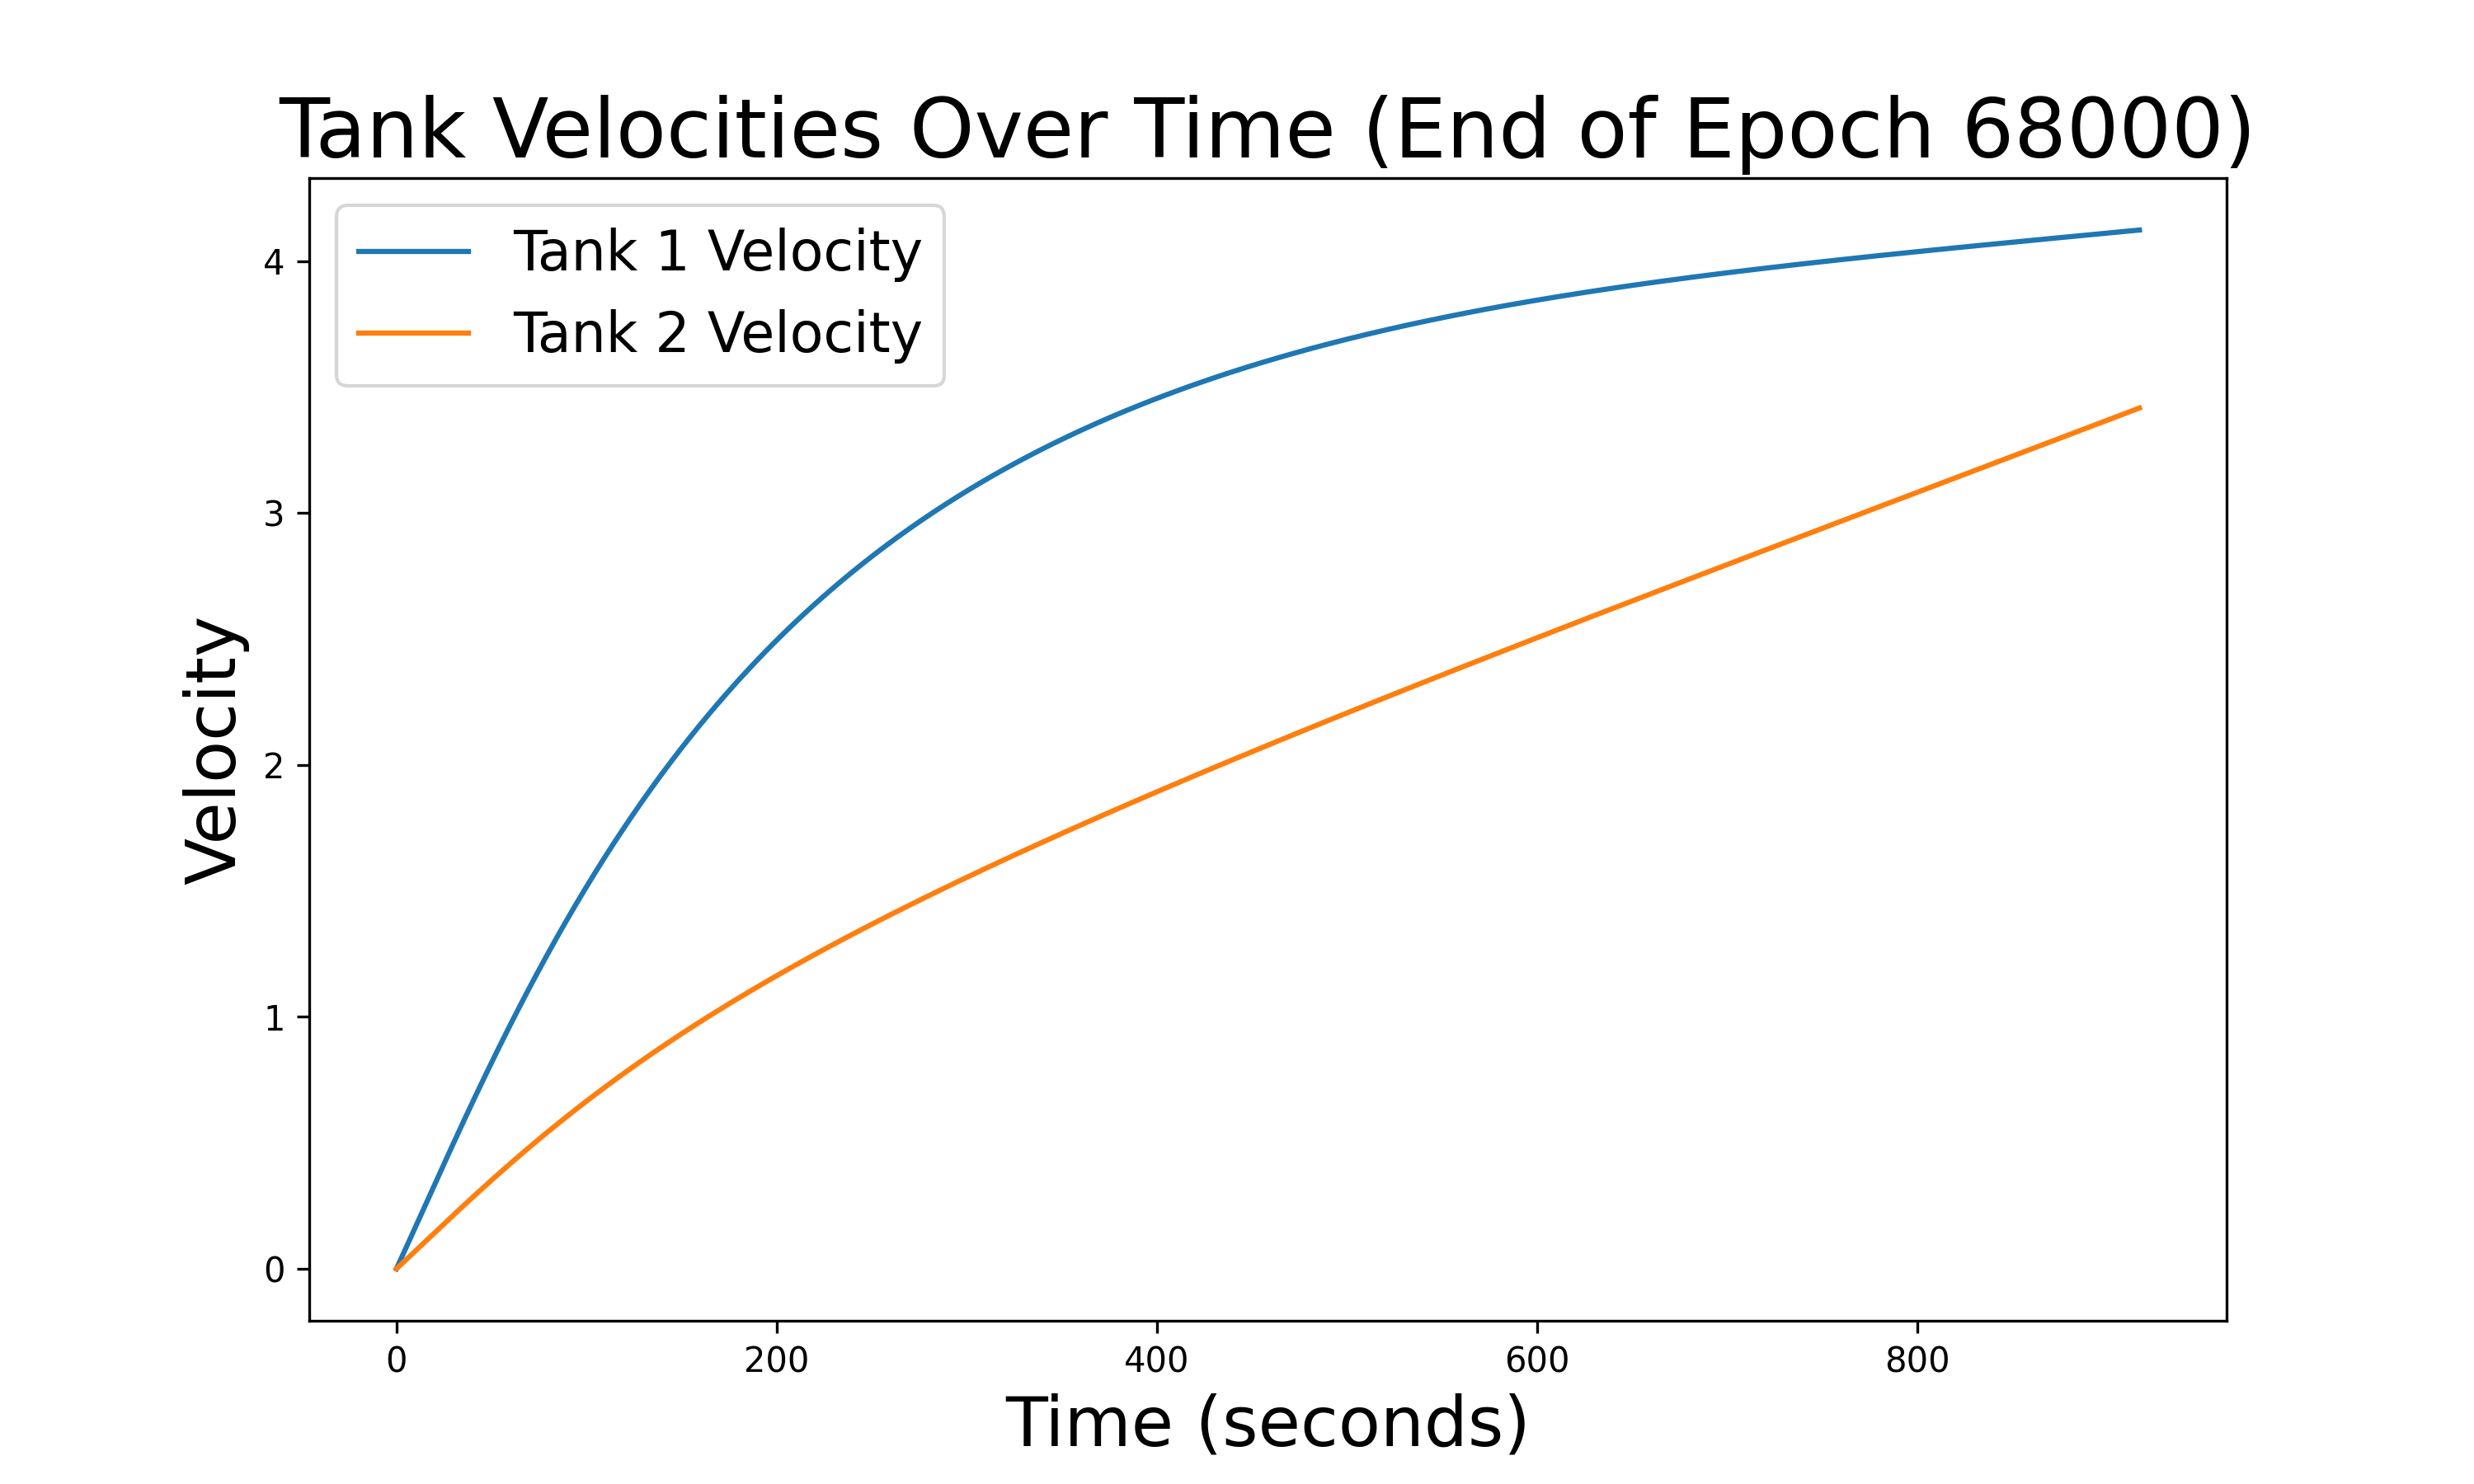 Tank Velocities Over Time (End of Epoch 68000)
Tank 1 Velocity
Tank 2 Velocity
4
3
2
1
0
Velocity
0 200 400 600 800
Time (seconds)